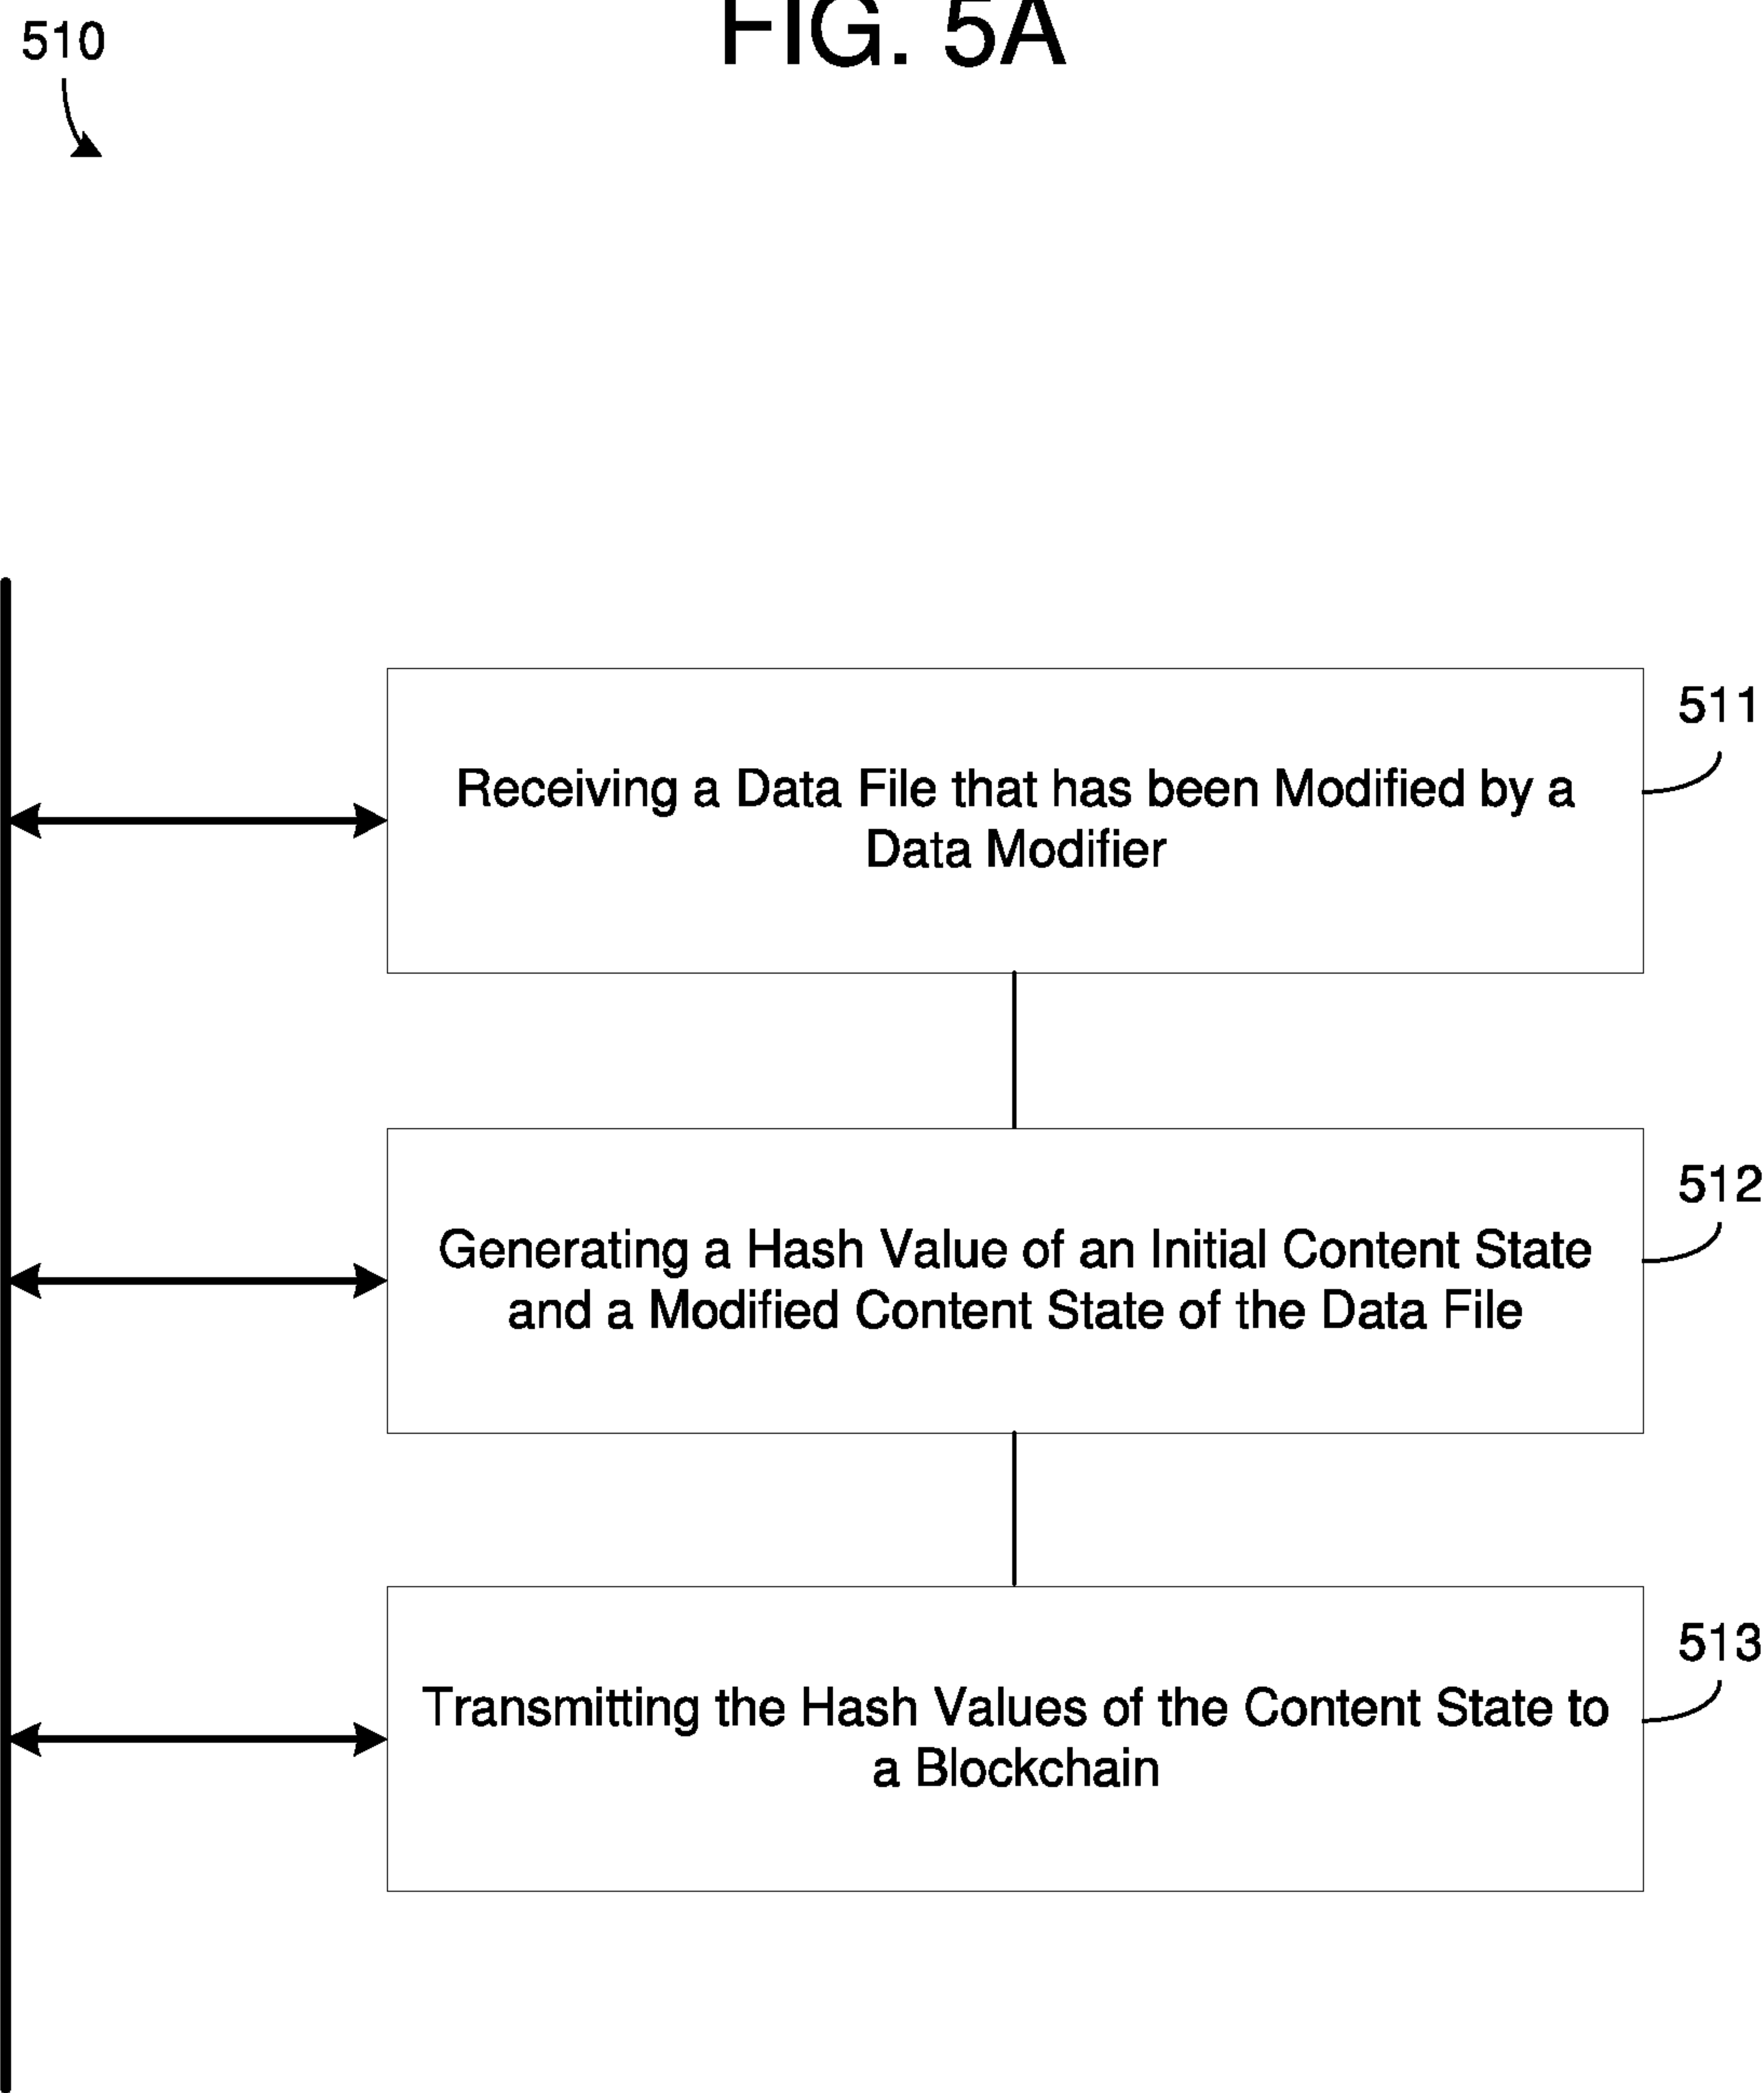 FIG. 5A
510
511
Receiving a Data File that has been Modified by a
Data Modifier
512
Generating a Hash Value of an Initial Content State
and a Modified Content State of the Data File
513
Transmitting the Hash Values of the Content State to
a Blockchain